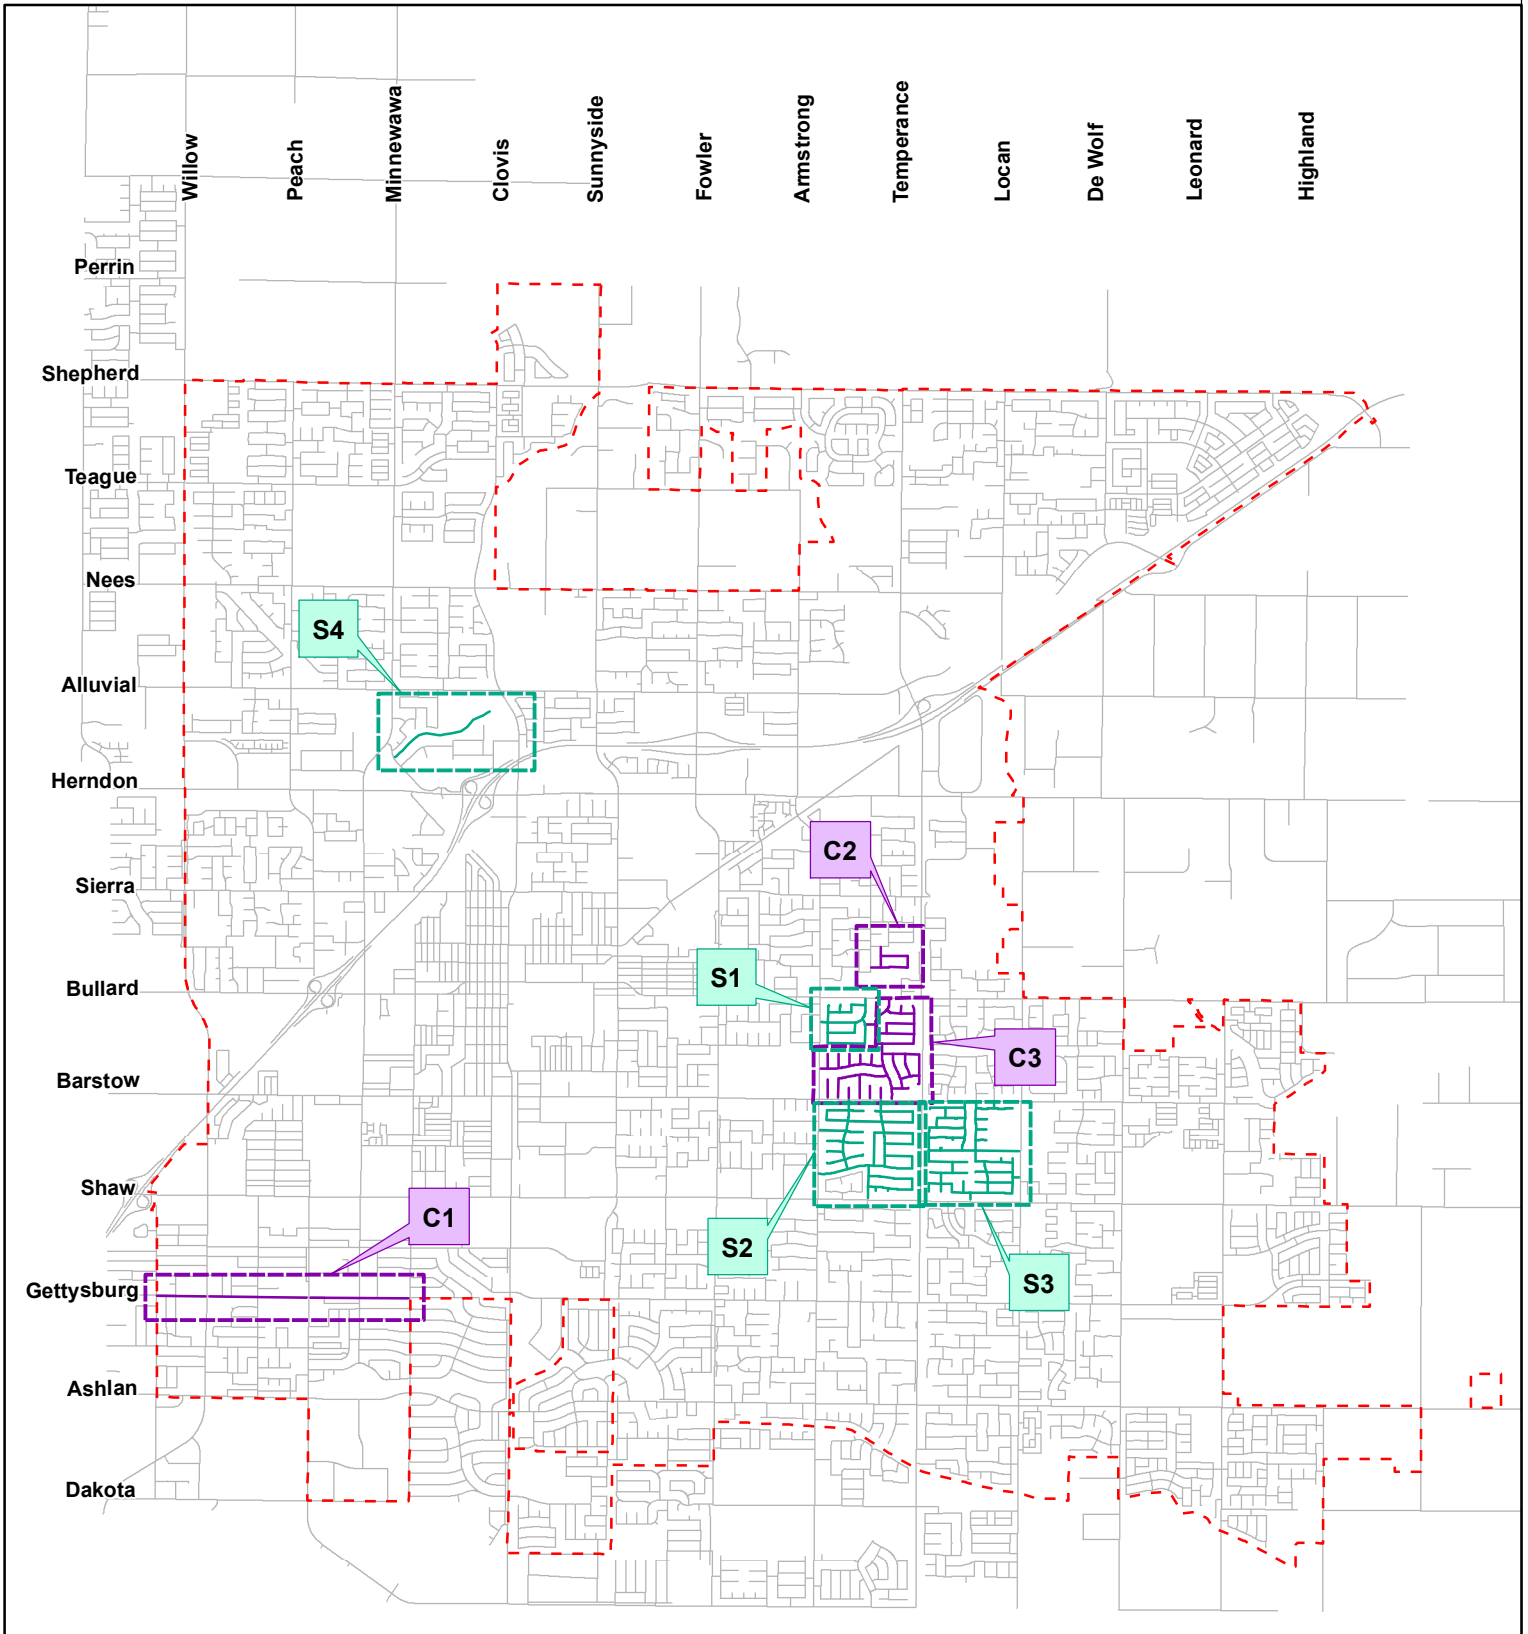 Willow
Peach
Minnewawa
Clovis
Sunnyside
Fowler
Armstrong
Temperance
Locan
De Wolf
Leonard
Highland
Perrin
Shepherd
Teague
Nees
S4
Alluvial
Herndon
C2
Sierra
S1
Bullard
C3
Barstow
Shaw
C1
S2
S3
Gettysburg
Ashlan
Dakota